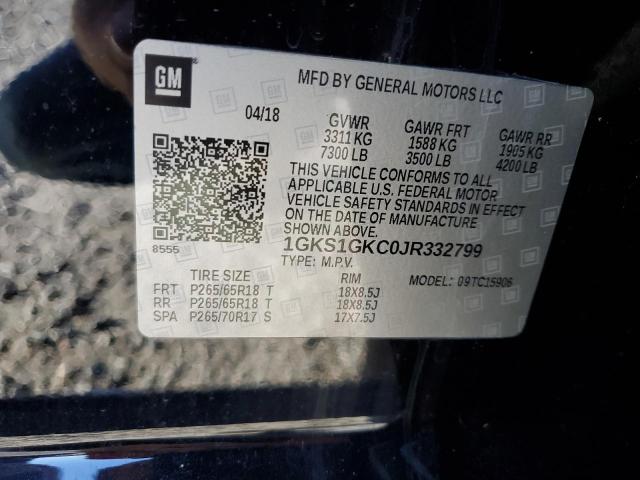 GM
MFD BY GENERAL MOTORS LLC
04/18 GVWR GAWR FRT GAWR RR
3311 KG 1588 KG 1905 KG
7300 LB 3500 LB 4200 LB
THIS VEHICLE CONFORMS TO ALL
APPLICABLE U.S. FEDERAL MOTOR
VEHICLE SAFETY STANDARDS IN EFFECT
ON THE DATE OF MANUFACTURE
SHOWN ABOVE.
8555
1GKS1GKC0JR332799
TYPE: M.P.V. MODEL: 09TC15906
TIRE SIZE RIM
FRT P265/65R18 T 18X8.5J
RR P265/65R18 T 18X8.5J
SPA P265/70R17 S 17X7.5J